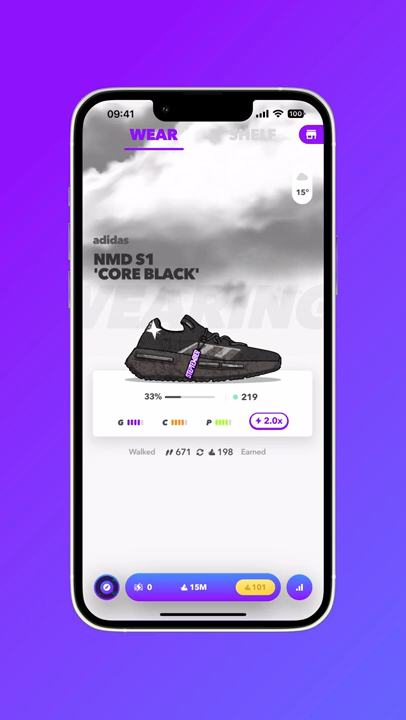 09:41
100
WEAR
SHELF
15°
adidas
NMD S1
'CORE BLACK'
WEARING
33%
219
G
C
P
2.0x
Walked 671 198 Earned
0
15M
101